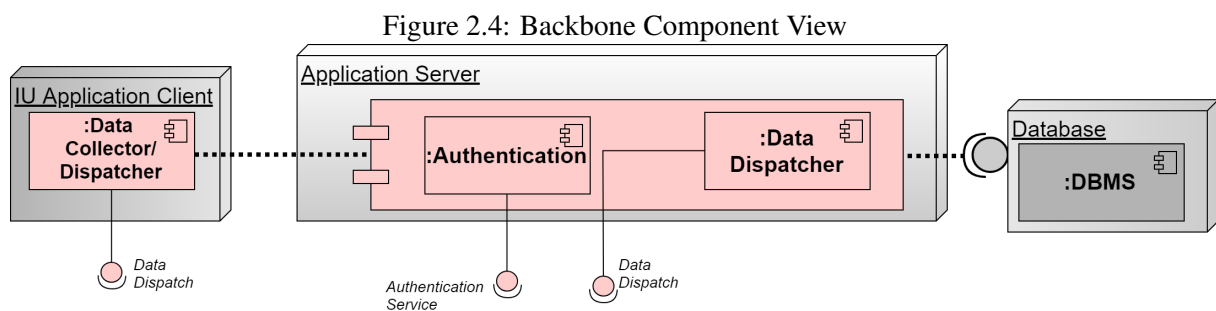 Figure 2.4: Backbone Component View
IU Application Client
:Data
Collector/
Dispatcher
Data
Dispatch
Application Server
:Authentication
:Data
Dispatcher
Authentication
Service
Data
Dispatch
Database
:DBMS